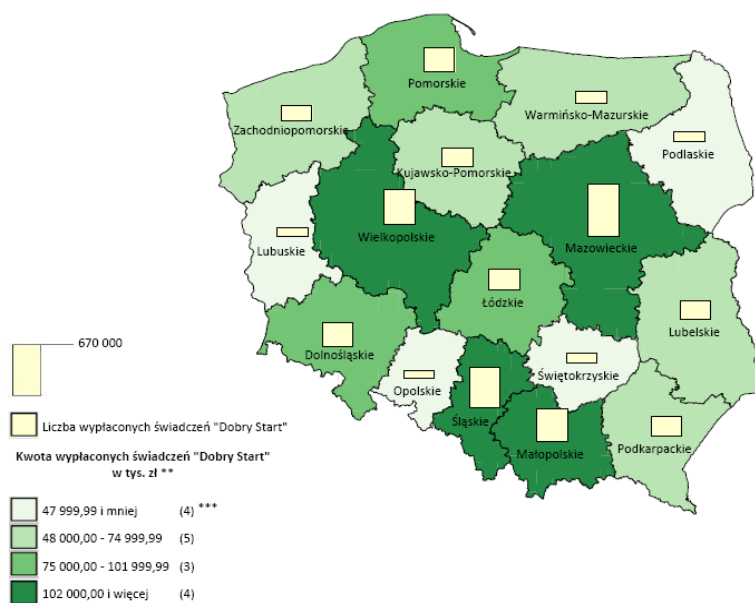 Pomorskie
Warmińsko-Mazurskie
Zachodniopomorskie
Podlaskie
Kujawsko-Pomorskie
Wielkopolskie
Mazowieckie
Lubuskie
Łódzkie
Lubelskie
670 000
Dolnośląskie
Świętokrzyskie
Opolskie
Śląskie
Małopolskie
Podkarpackie
Liczba wypłaconych świadczeń "Dobry Start"
Kwota wypłaconych świadczeń "Dobry Start"
w tys. zł **
47 999,99 i mniej (4) ***
48 000,00 - 74 999,99 (5)
75 000,00 - 101 999,99 (3)
102 000,00 i więcej (4)